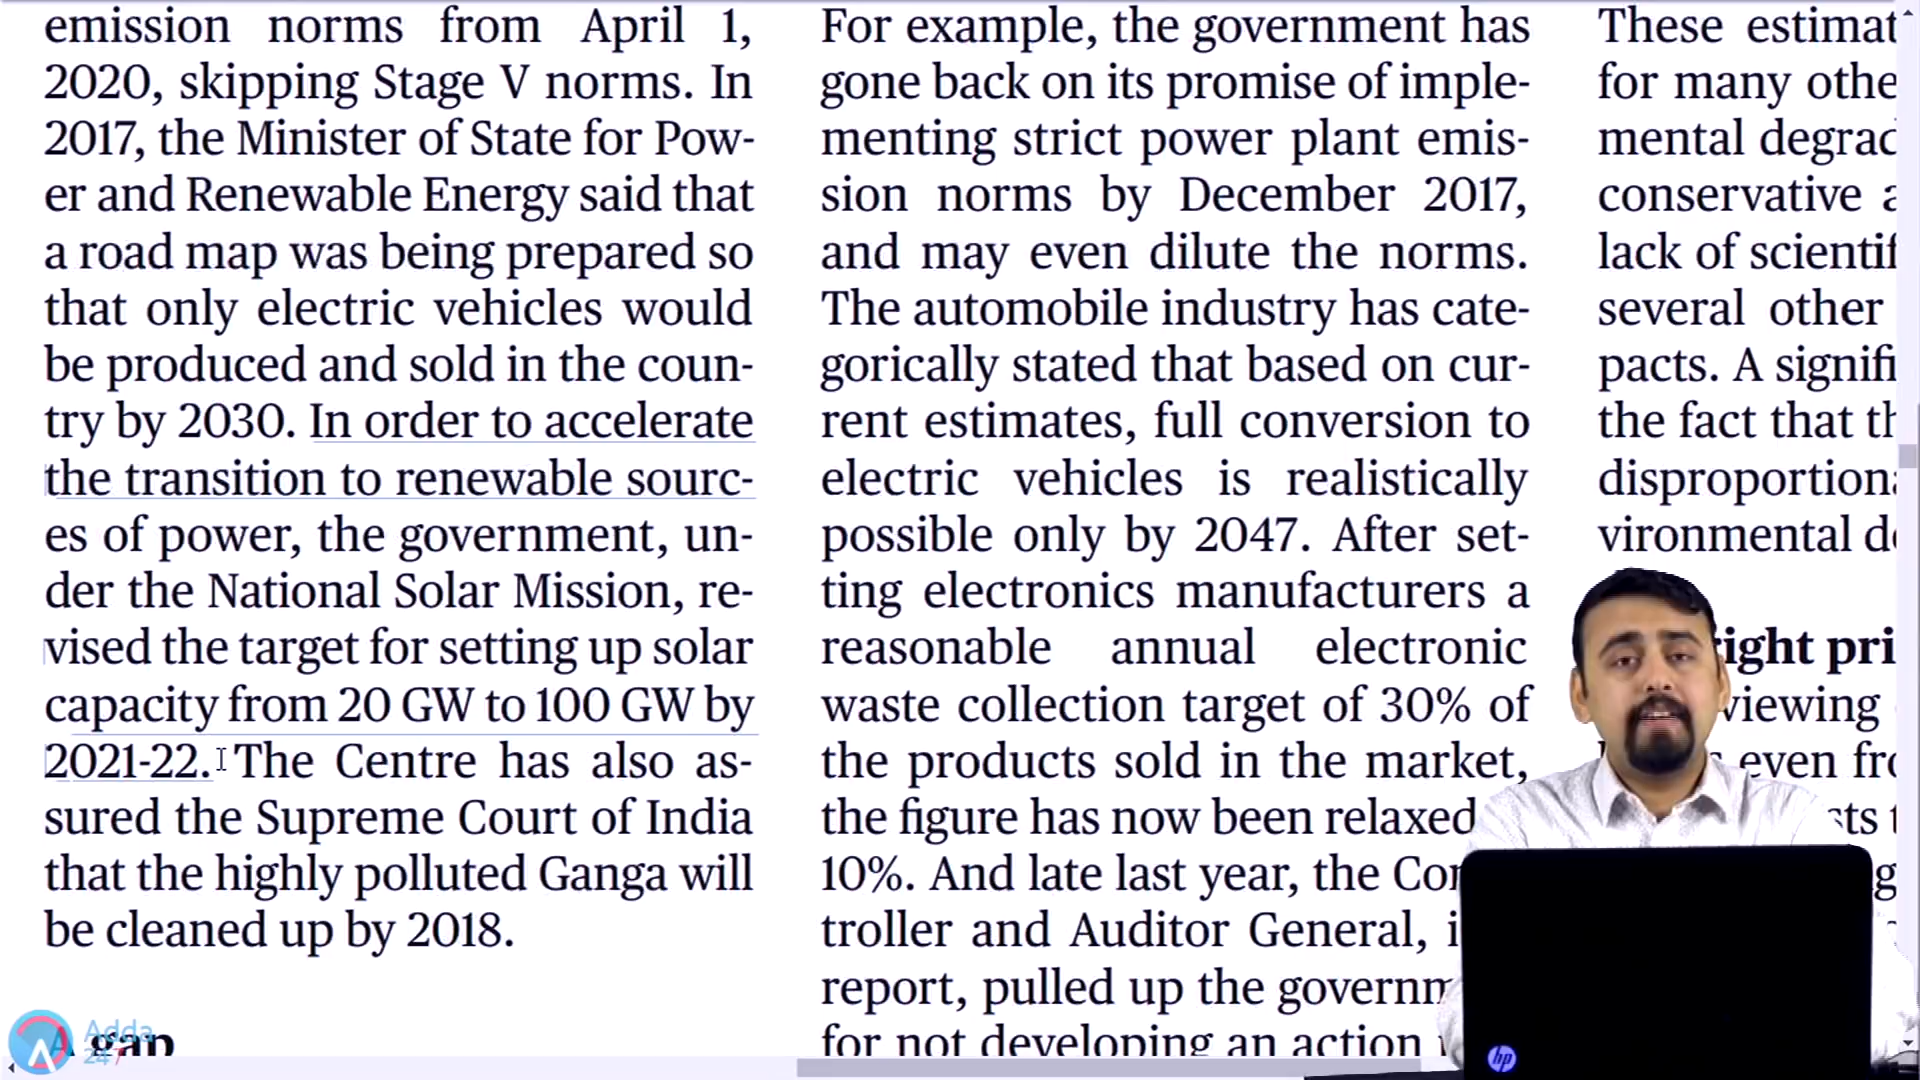 emission norms from April 1,
2020, skipping Stage V norms. In
2017, the Minister of State for Pow-
er and Renewable Energy said that
a road map was being prepared so
that only electric vehicles would
be produced and sold in the coun-
try by 2030. In order to accelerate
the transition to renewable sourc-
es of power, the government, un-
der the National Solar Mission, re-
vised the target for setting up solar
capacity from 20 GW to 100 GW by
2021-22. The Centre has also as-
sured the Supreme Court of India
that the highly polluted Ganga will
be cleaned up by 2018.
A gap
For example, the government has
gone back on its promise of imple-
menting strict power plant emis-
sion norms by December 2017,
and may even dilute the norms.
The automobile industry has cate-
gorically stated that based on cur-
rent estimates, full conversion to
electric vehicles is realistically
possible only by 2047. After set-
ting electronics manufacturers a
reasonable annual electronic
waste collection target of 30% of
the products sold in the market,
the figure has now been relaxed
10%. And late last year, the
troller and Auditor General,
report, pulled up the
for not developing an action
These
for many
mental
conservative
lack of
several other
pacts. A
the fact that
vironmental
viewing
even
Adda
247
hp